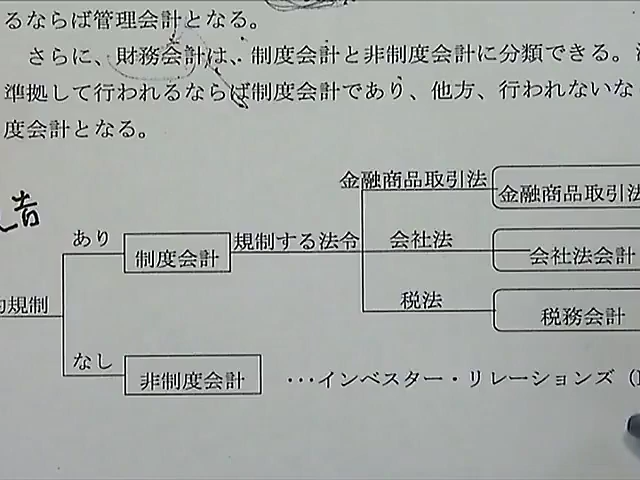 るならば管理会計となる。
さらに、財務会計は、制度会計と非制度会計に分類できる。
準拠して行われるならば制度会計であり、他方、行われないな
度会計となる。
告
金融商品取引法
金融商品取引法
あり
制度会計
規制する法令
会社法
会社法会計
的規制
税法
税務会計
なし
非制度会計
…インベスター・リレーションズ（I